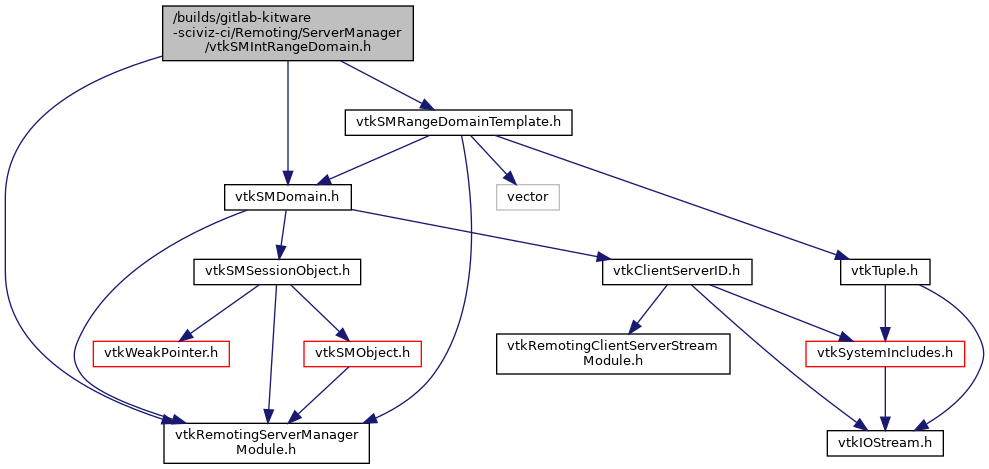 /builds/gitlab-kitware
-sciviz-ci/Remoting/ServerManager
/vtkSMIntRangeDomain.h
vtkSMRangeDomainTemplate.h
vtkSMDomain.h
vector
vtkSMSessionObject.h
vtkClientServerID.h
vtkTuple.h
vtkWeakPointer.h
vtkSMObject.h
vtkRemotingClientServerStream
Module.h
vtkSystemIncludes.h
vtkRemotingServerManager
Module.h
vtkIOStream.h